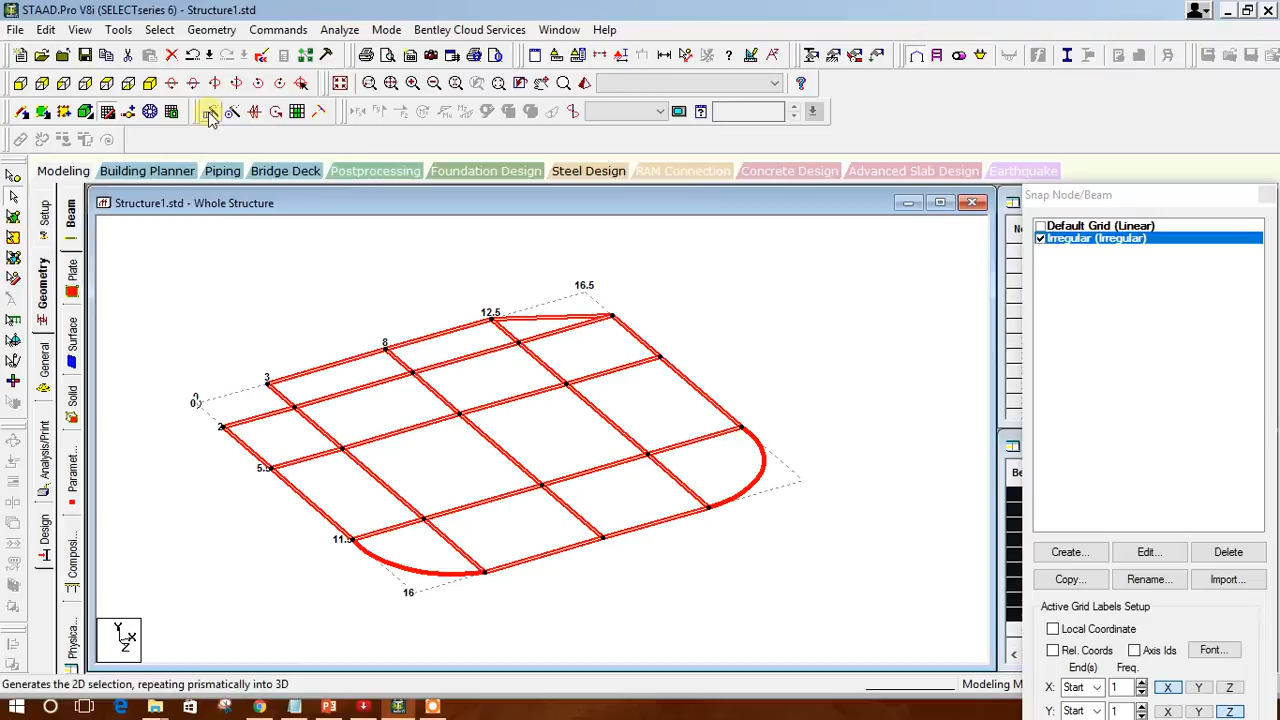 STAAD.Pro V8i (SELECTseries 6) - Structure1.std
File Edit View Tools Select Geometry Commands Analyze Mode Bentley Cloud Services Window Help
Modeling Building Planner Piping Bridge Deck Postprocessing Foundation Design Steel Design RAM Connection Concrete Design Advanced Slab Design Earthquake
Structure1.std - Whole Structure
Snap Node/Beam
Default Grid (Linear)
Irregular (Irregular)
Setup
Geometry
General
Analysis/Print
Design
Beam
Plate
Surface
Solid
Paramet...
Composi...
Physica...
16.5
12.5
8
3
0
0
2
5.5
11.5
16
Y
X
Z
Create... Edit... Delete
Copy... Rename... Import...
Active Grid Labels Setup
Local Coordinate
Rel. Coords Axis Ids Font...
End(s) Freq.
X: Start 1 X Y Z
Y: Start 1 X Y Z
Generates the 2D selection, repeating prismatically into 3D
Modeling M